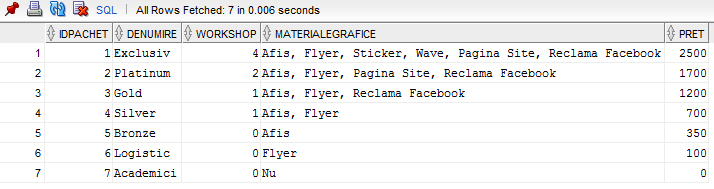 SQL | All Rows Fetched: 7 in 0.006 seconds
IDPACHET DENUMIRE WORKSHOP MATERIALEGRAFICE PRET
1 1 Exclusiv 4 Afis, Flyer, Sticker, Wave, Pagina Site, Reclama Facebook 2500
2 2 Platinum 2 Afis, Flyer, Pagina Site, Reclama Facebook 1700
3 3 Gold 1 Afis, Flyer, Reclama Facebook 1200
4 4 Silver 1 Afis, Flyer 700
5 5 Bronze 0 Afis 350
6 6 Logistic 0 Flyer 100
7 7 Academici 0 Nu 0